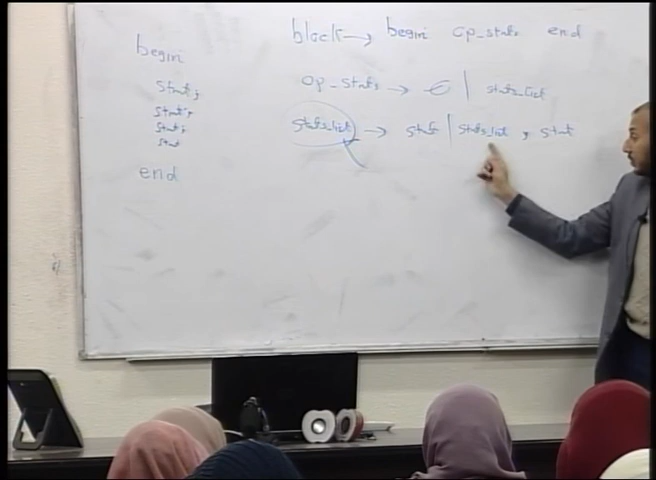 block → begin op_stmts end
op_stmts → ϵ | stmts_list
stmts_list → stmt | stmts_list ; stmt
begin
stmt;
stmt;
stmt;
stmt
end